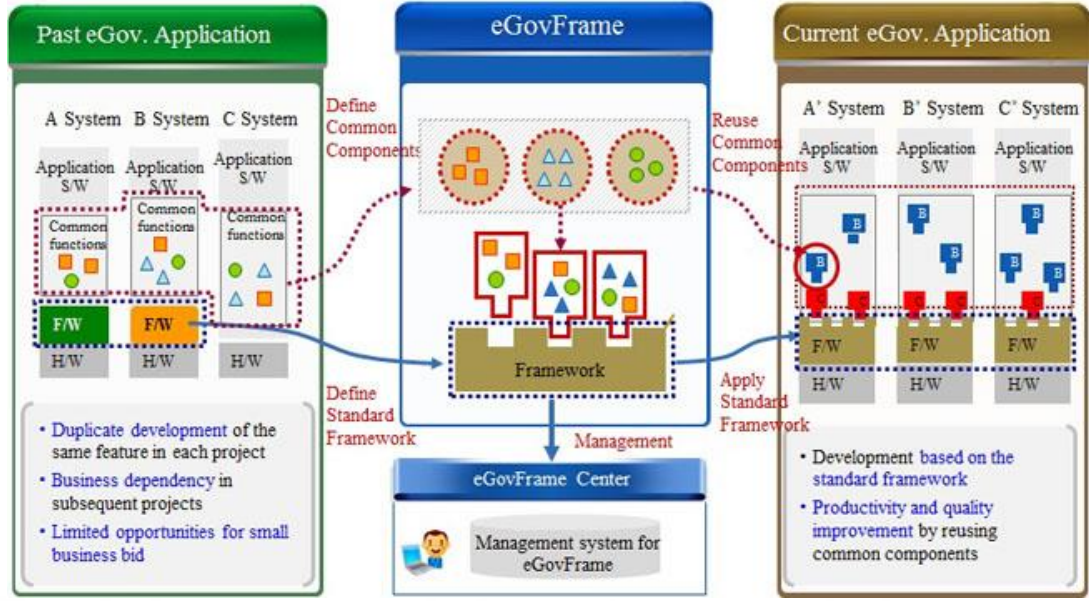 Past eGov. Application
A System
B System
C System
Application
S/W
Application
S/W
Application
S/W
Common
functions
Common
functions
Common
functions
F/W
F/W
H/W
H/W
H/W
• Duplicate development of the
same feature in each project
• Business dependency in
subsequent projects
• Limited opportunities for small
business bid
Define
Common
Components
Define
Standard
Framework
eGovFrame
Framework
Management
eGovFrame Center
Management system for
eGovFrame
Reuse
Common
Components
Apply
Standard
Framework
Current eGov. Application
A' System
B' System
C' System
Application
S/W
Application
S/W
Application
S/W
B
B
B
B
B
B
B
C
C
C
C
F/W
F/W
F/W
H/W
H/W
H/W
• Development based on the
standard framework
• Productivity and quality
improvement by reusing
common components